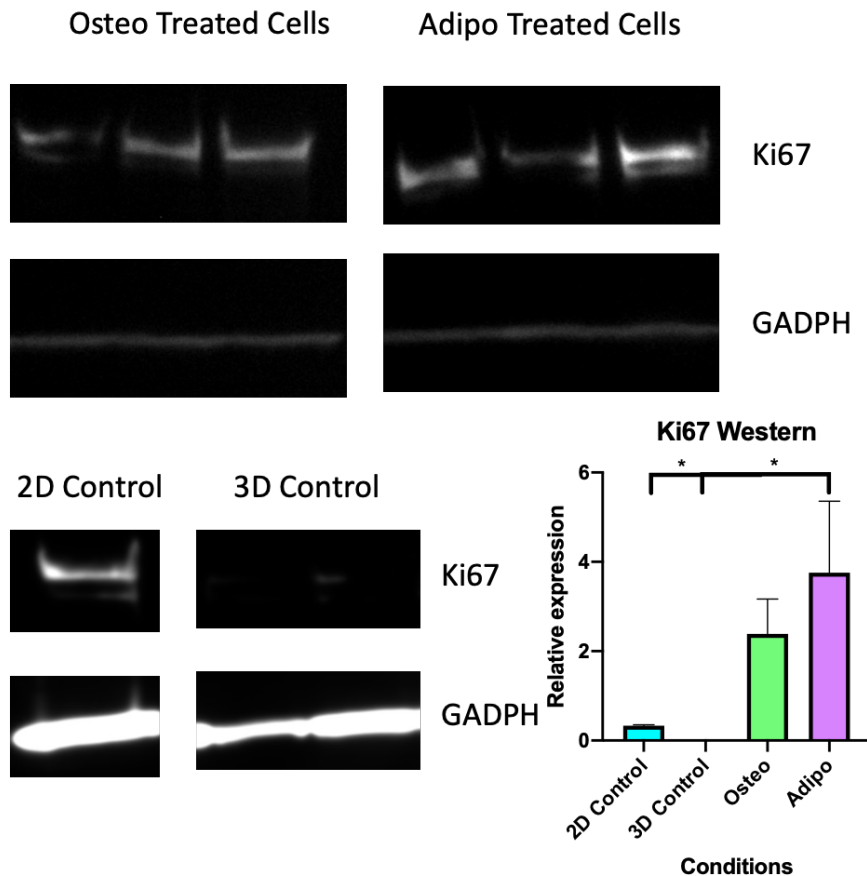 Osteo Treated Cells
Adipo Treated Cells
Ki67
GADPH
2D Control
3D Control
Ki67
GADPH
Ki67 Western
* *
6
4
2
0
Relative expression
2D Control
3D Control
Osteo
Adipo
Conditions